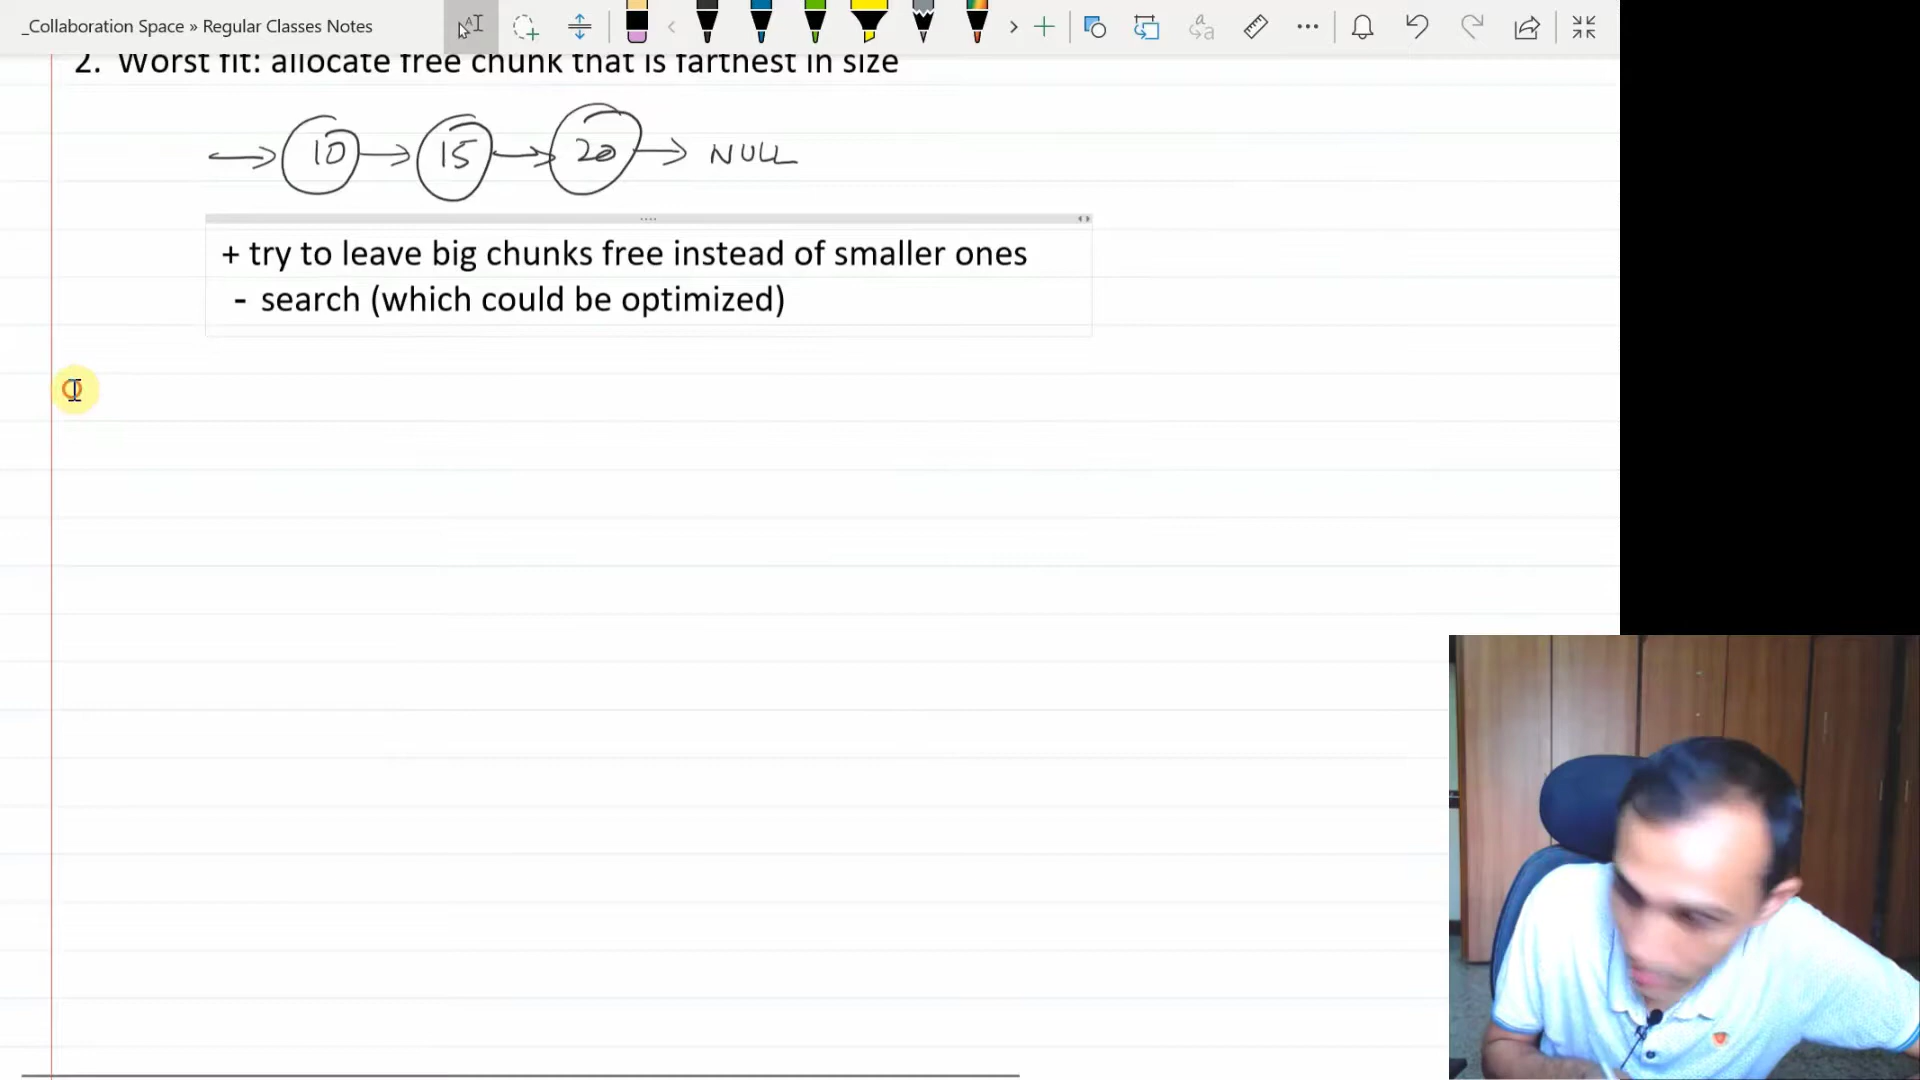 _Collaboration Space » Regular Classes Notes
2. Worst fit: allocate free chunk that is farthest in size
10 15 20 NULL
+ try to leave big chunks free instead of smaller ones
- search (which could be optimized)